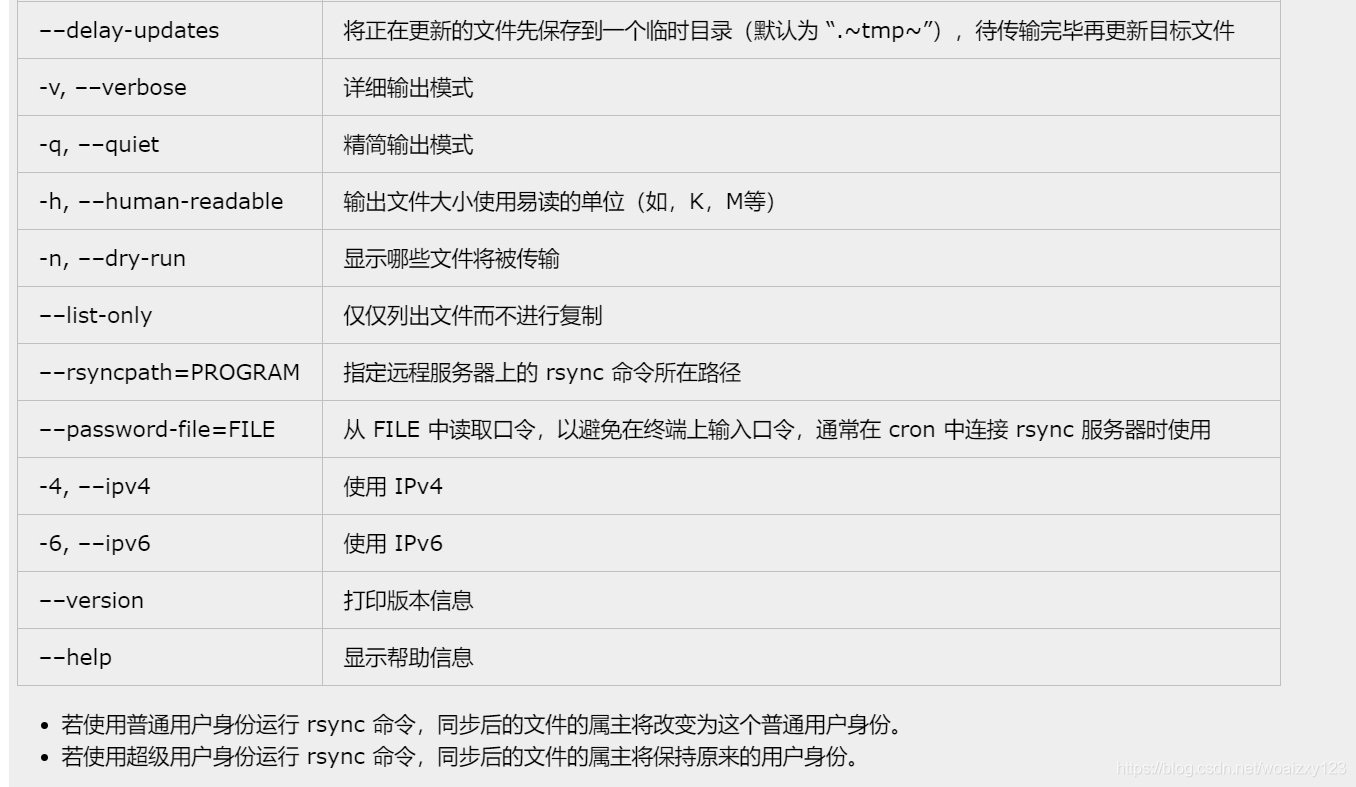 −−delay-updates 将正在更新的文件先保存到一个临时目录（默认为 “.~tmp~”），待传输完毕再更新目标文件
-v, −−verbose 详细输出模式
-q, −−quiet 精简输出模式
-h, −−human-readable 输出文件大小使用易读的单位（如，K，M等）
-n, −−dry-run 显示哪些文件将被传输
−−list-only 仅仅列出文件而不进行复制
−−rsyncpath=PROGRAM 指定远程服务器上的 rsync 命令所在路径
−−password-file=FILE 从 FILE 中读取口令，以避免在终端上输入口令，通常在 cron 中连接 rsync 服务器时使用
-4, −−ipv4 使用 IPv4
-6, −−ipv6 使用 IPv6
−−version 打印版本信息
−−help 显示帮助信息
• 若使用普通用户身份运行 rsync 命令，同步后的文件的属主将改变为这个普通用户身份。
• 若使用超级用户身份运行 rsync 命令，同步后的文件的属主将保持原来的用户身份。
https://blog.csdn.net/woaizxy123